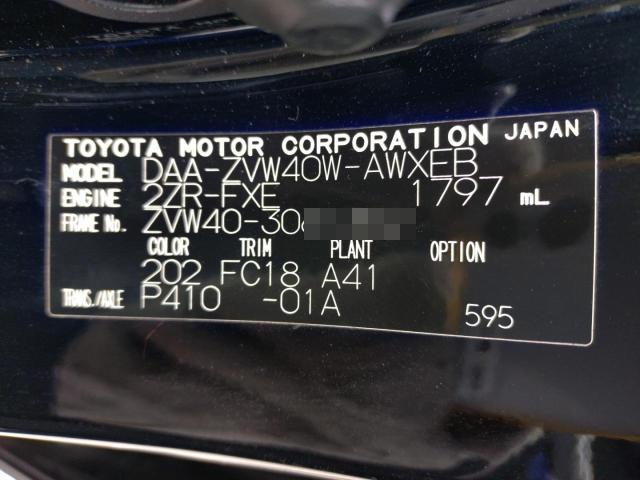 TOYOTA MOTOR CORPORATION JAPAN
MODEL DAA-ZVW40W-AWXEB
ENGINE 2ZR-FXE 1797 mL
FRAME No. ZVW40-306
COLOR TRIM PLANT OPTION
202 FC18 A41
TRANS./AXLE P410 -01A 595